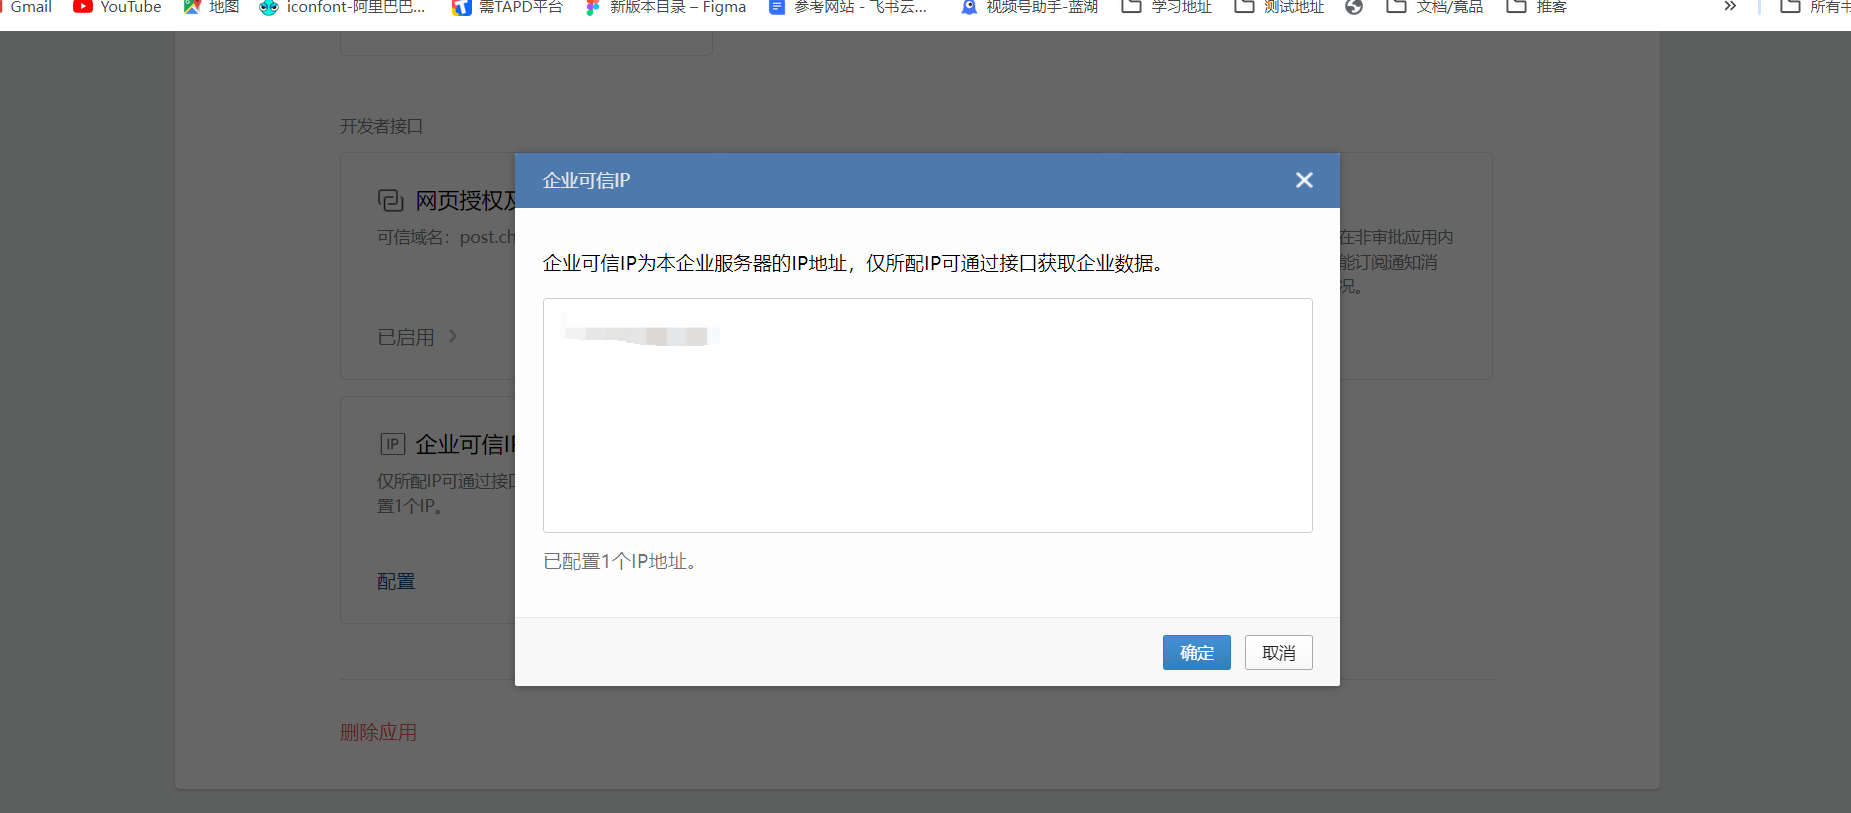 Gmail
YouTube
地图
iconfont-阿里巴巴...
需TAPD平台
新版本目录 – Figma
参考网站 - 飞书云...
视频号助手-蓝湖
学习地址
测试地址
文档/竟品
推客
»
所有书
开发者接口
网页授权及
可信域名：post.ch
已启用
在非审批应用内
能订阅通知消
况。
企业可信IP
企业可信IP为本企业服务器的IP地址，仅所配IP可通过接口获取企业数据。
已配置1个IP地址。
确定
取消
IP
企业可信IP
仅所配IP可通过接口
置1个IP。
配置
删除应用